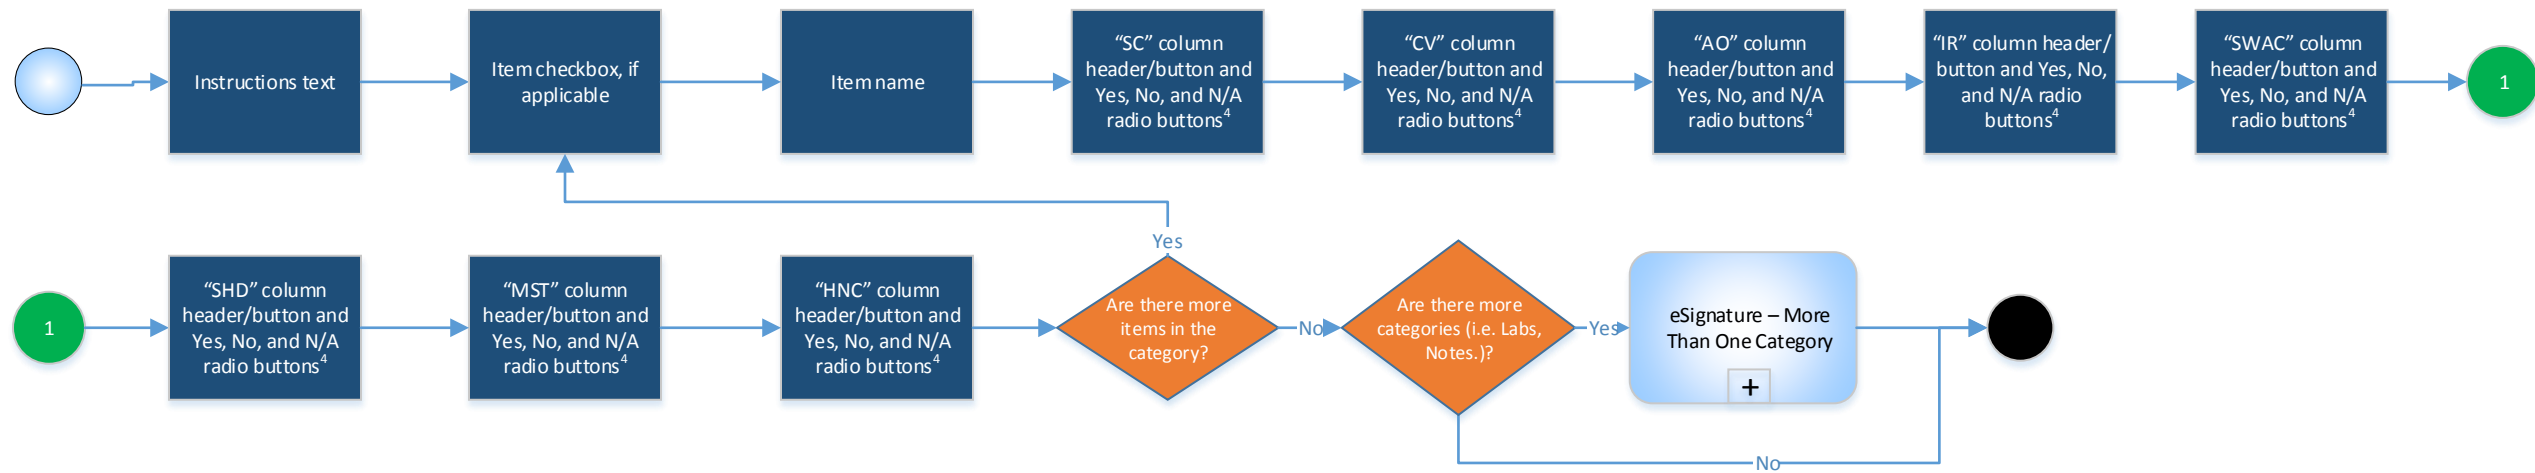 Instructions text
Item checkbox, if
applicable
Item name
“SC” column
header/button and
Yes, No, and N/A
radio buttons4
“CV” column
header/button and
Yes, No, and N/A
radio buttons4
“AO” column
header/button and
Yes, No, and N/A
radio buttons4
“IR” column header/
button and Yes, No,
and N/A radio
buttons4
“SWAC” column
header/button and
Yes, No, and N/A
radio buttons4
1
1
“SHD” column
header/button and
Yes, No, and N/A
radio buttons4
“MST” column
header/button and
Yes, No, and N/A
radio buttons4
“HNC” column
header/button and
Yes, No, and N/A
radio buttons4
Yes
Are there more
items in the
category?
No
Are there more
categories (i.e. Labs,
Notes.)?
Yes
eSignature – More
Than One Category
+
No